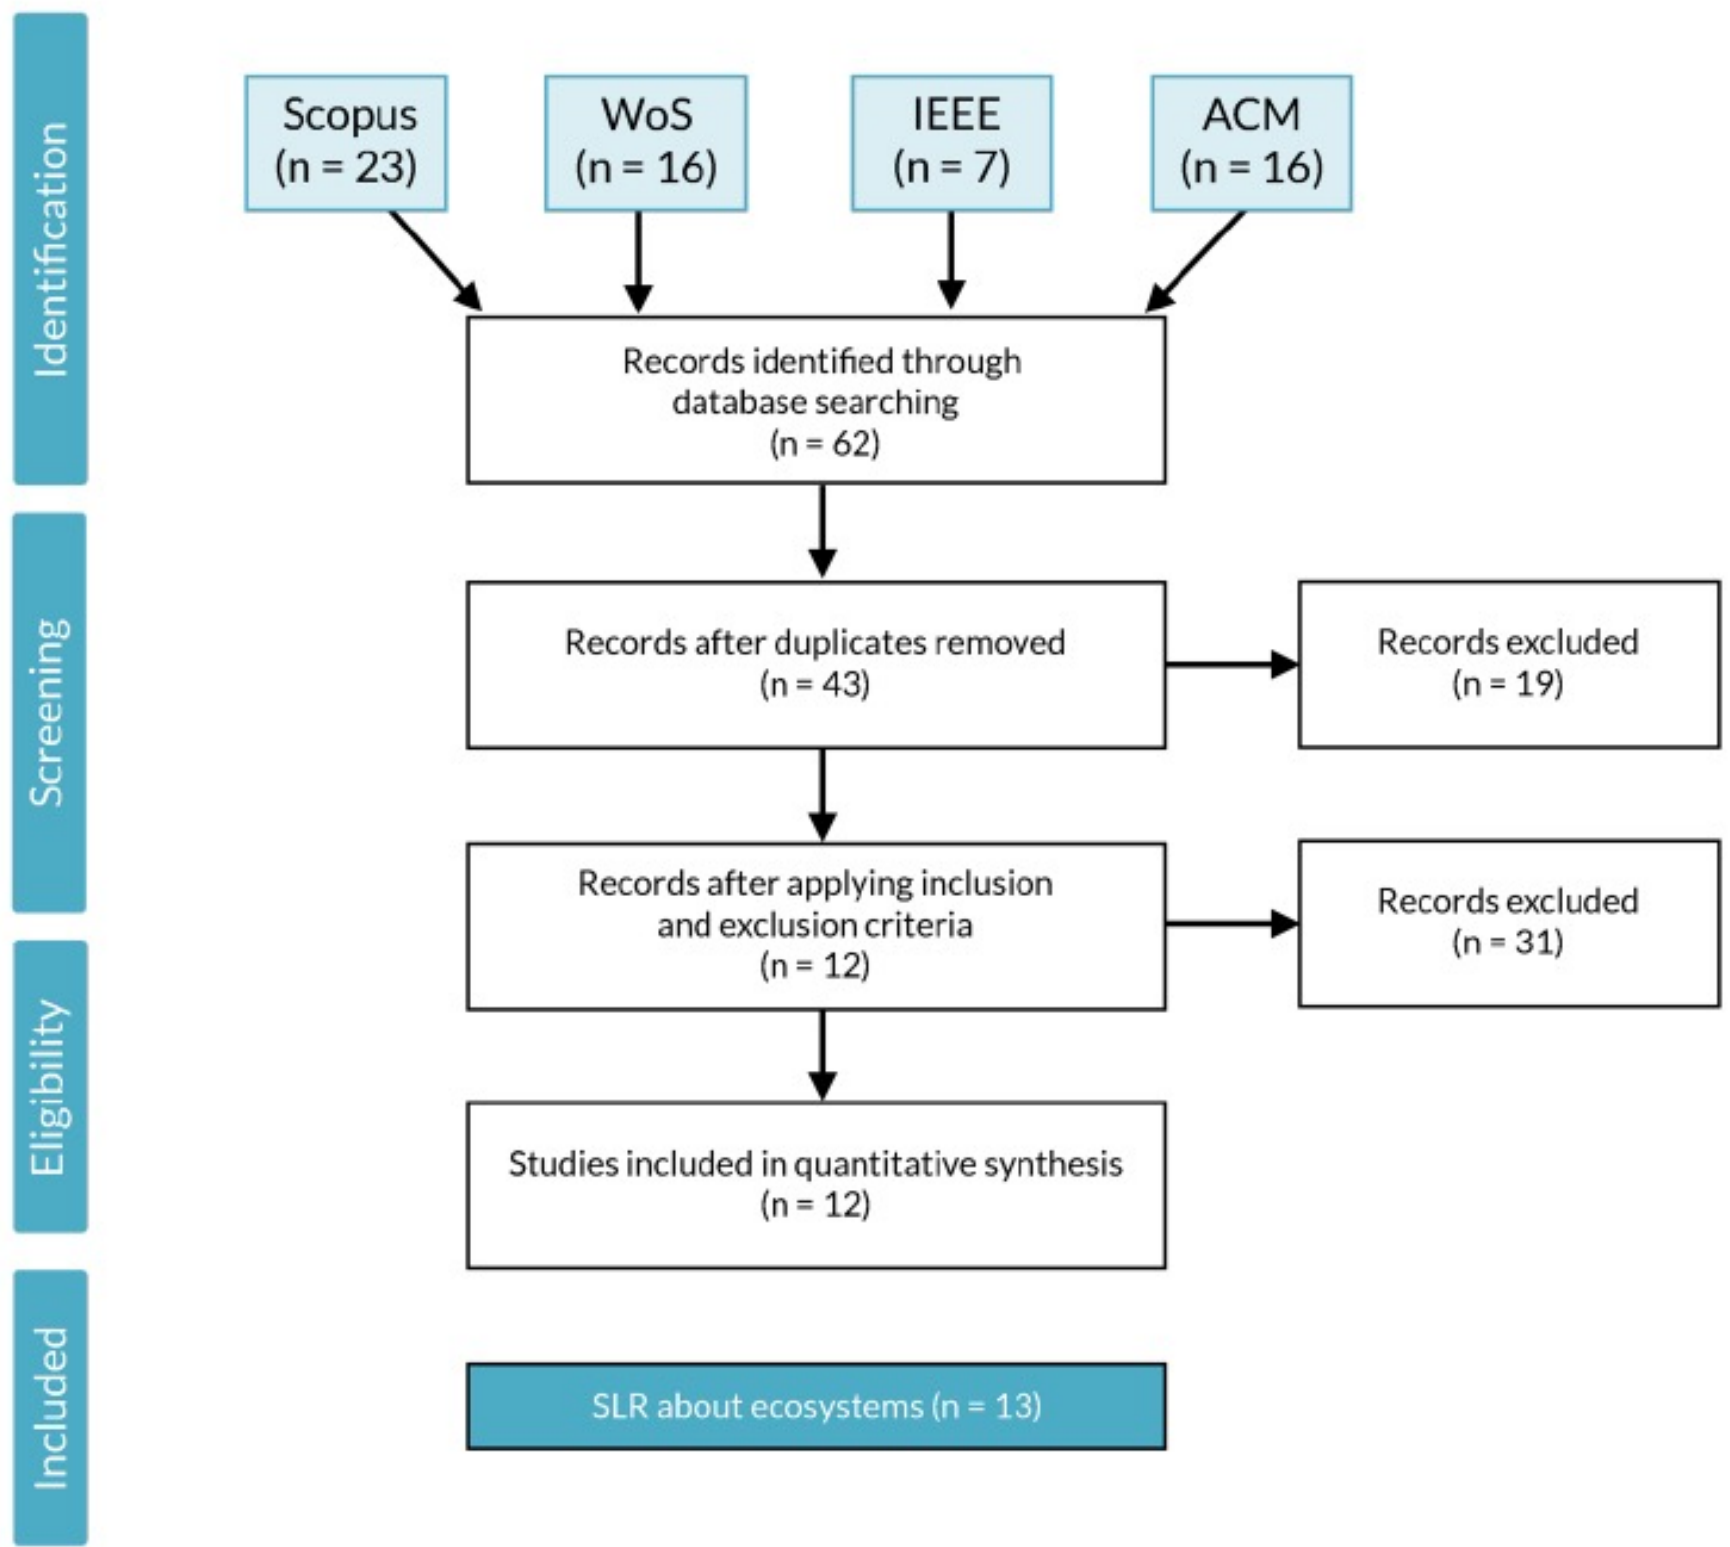 Identification
Scopus
(n = 23)
WoS
(n = 16)
IEEE
(n = 7)
ACM
(n = 16)
Records identified through
database searching
(n = 62)
Screening
Records after duplicates removed
(n = 43)
Records excluded
(n = 19)
Records after applying inclusion
and exclusion criteria
(n = 12)
Records excluded
(n = 31)
Eligibility
Studies included in quantitative synthesis
(n = 12)
Included
SLR about ecosystems (n = 13)